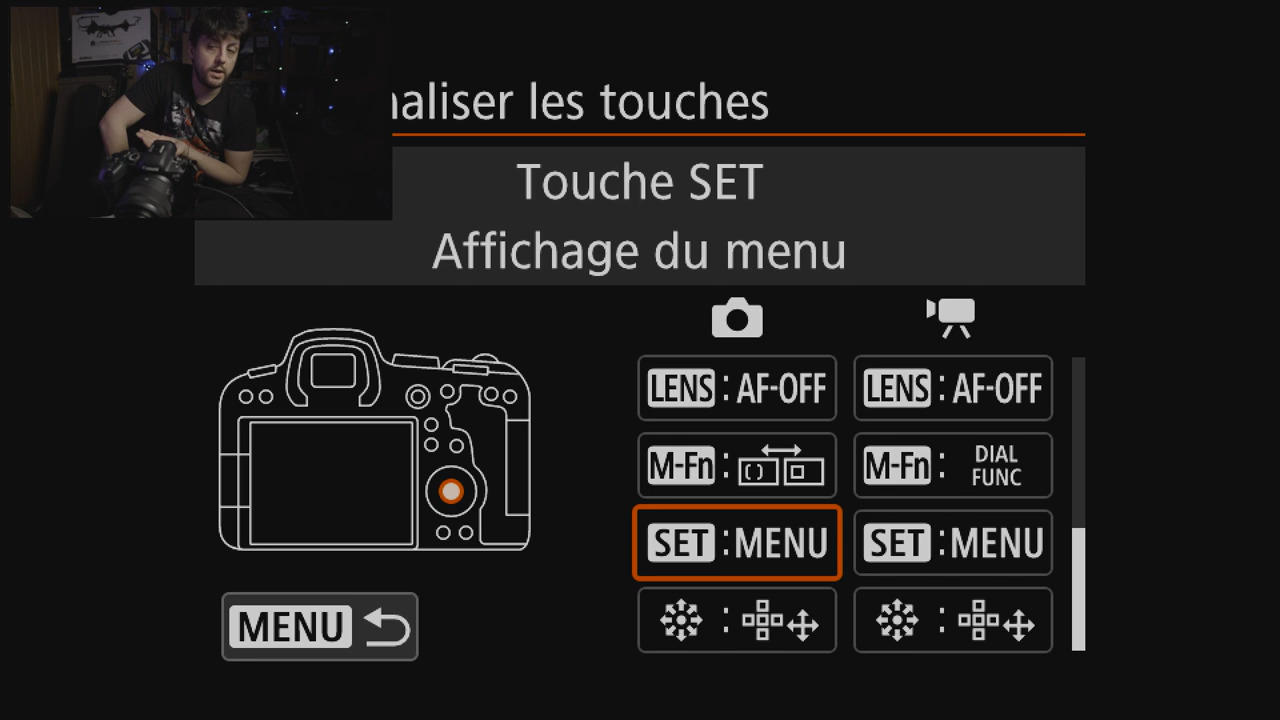 naliser les touches
Touche SET
Affichage du menu
LENS : AF-OFF LENS : AF-OFF
M-Fn : M-Fn : DIAL FUNC
SET : MENU SET : MENU
: :
MENU